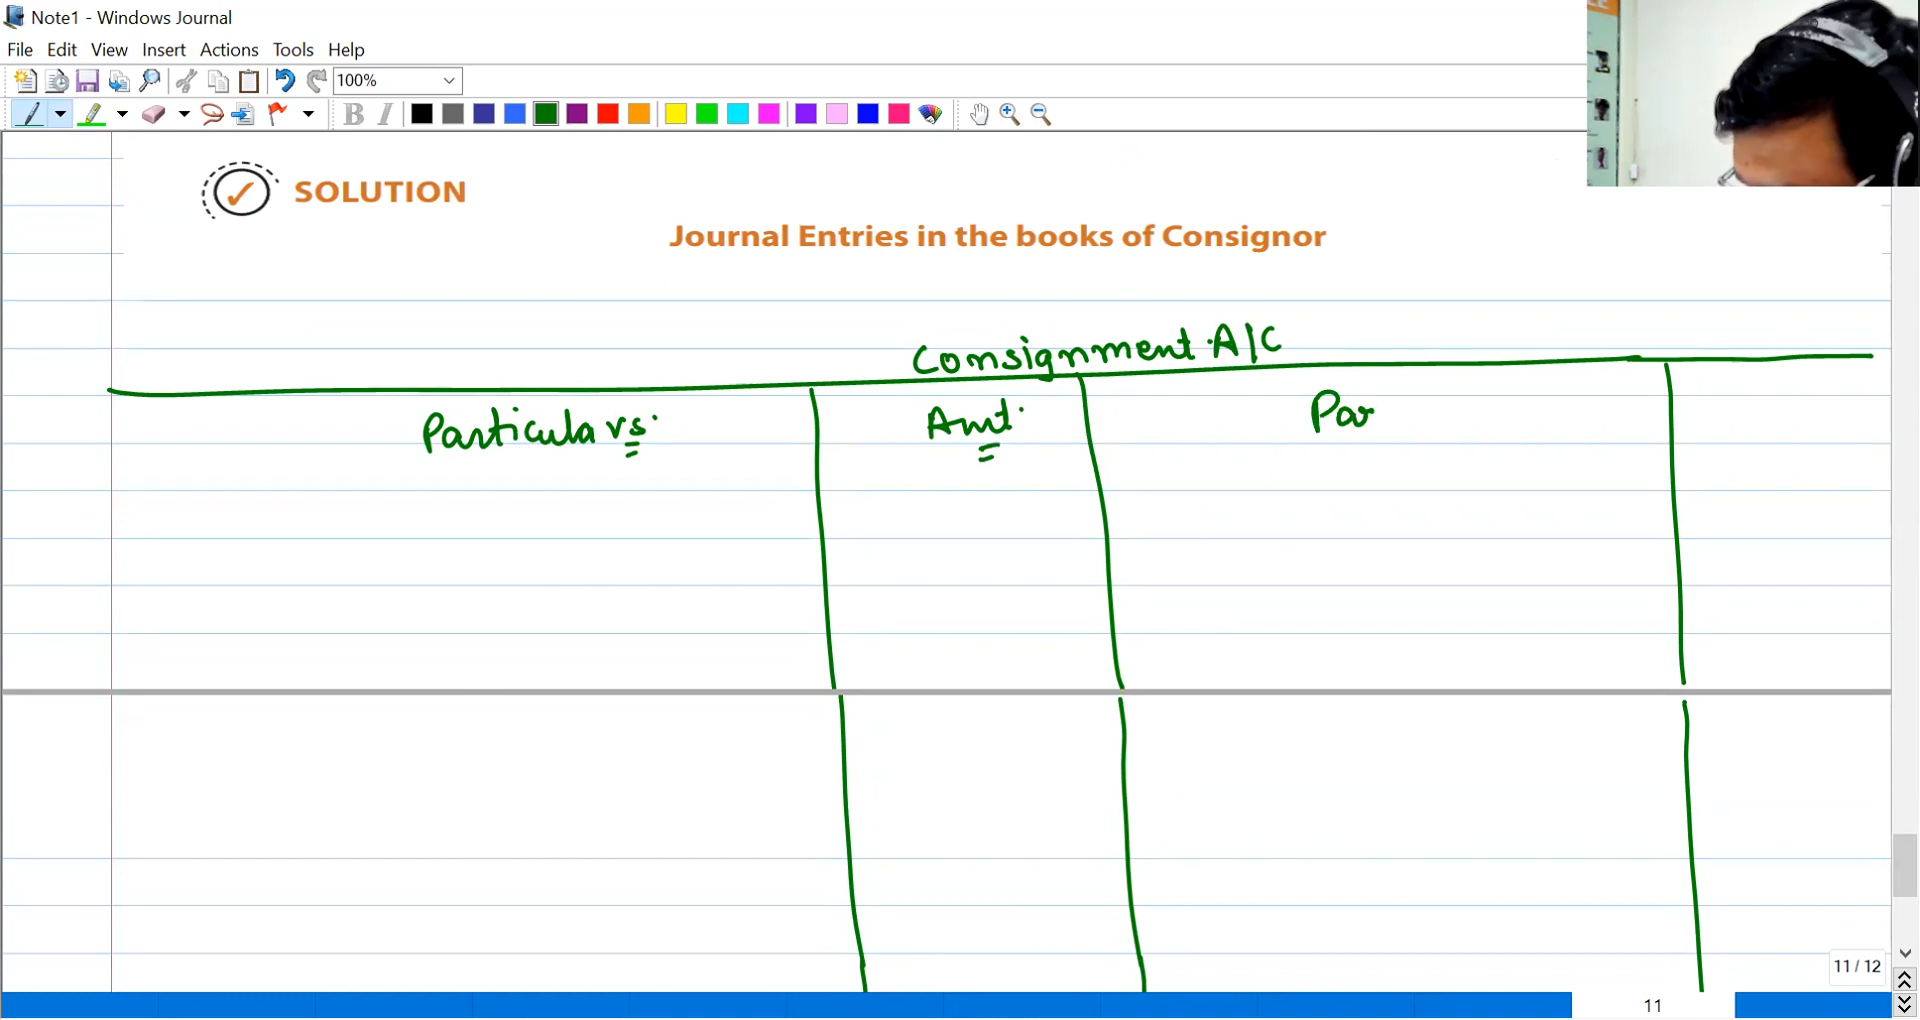 Note1 - Windows Journal
File Edit View Insert Actions Tools Help
100%
B I
SOLUTION
Journal Entries in the books of Consignor
Consignment A/C
Particulars Amt. Par
11 / 12
11